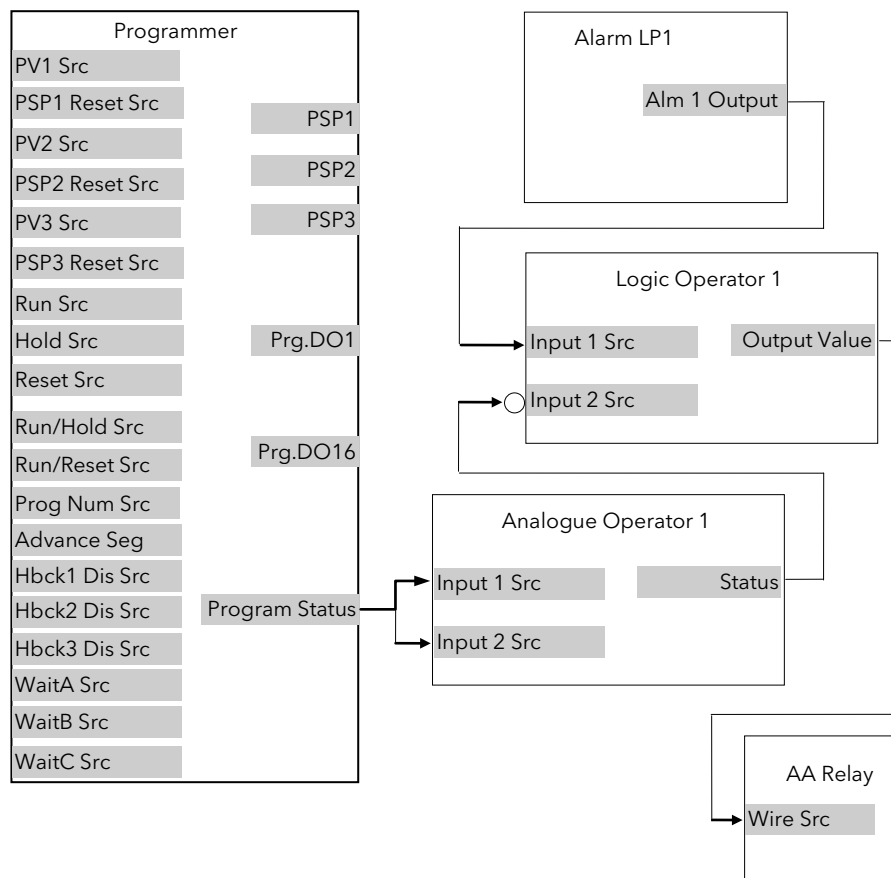 Programmer
PV1 Src
PSP1 Reset Src
PV2 Src
PSP2 Reset Src
PV3 Src
PSP3 Reset Src
Run Src
Hold Src
Reset Src
Run/Hold Src
Run/Reset Src
Prog Num Src
Advance Seg
Hbck1 Dis Src
Hbck2 Dis Src
Hbck3 Dis Src
WaitA Src
WaitB Src
WaitC Src
PSP1
PSP2
PSP3
Prg.DO1
Prg.DO16
Program Status
Alarm LP1
Alm 1 Output
Logic Operator 1
Input 1 Src
Output Value
Input 2 Src
Analogue Operator 1
Input 1 Src
Status
Input 2 Src
AA Relay
Wire Src